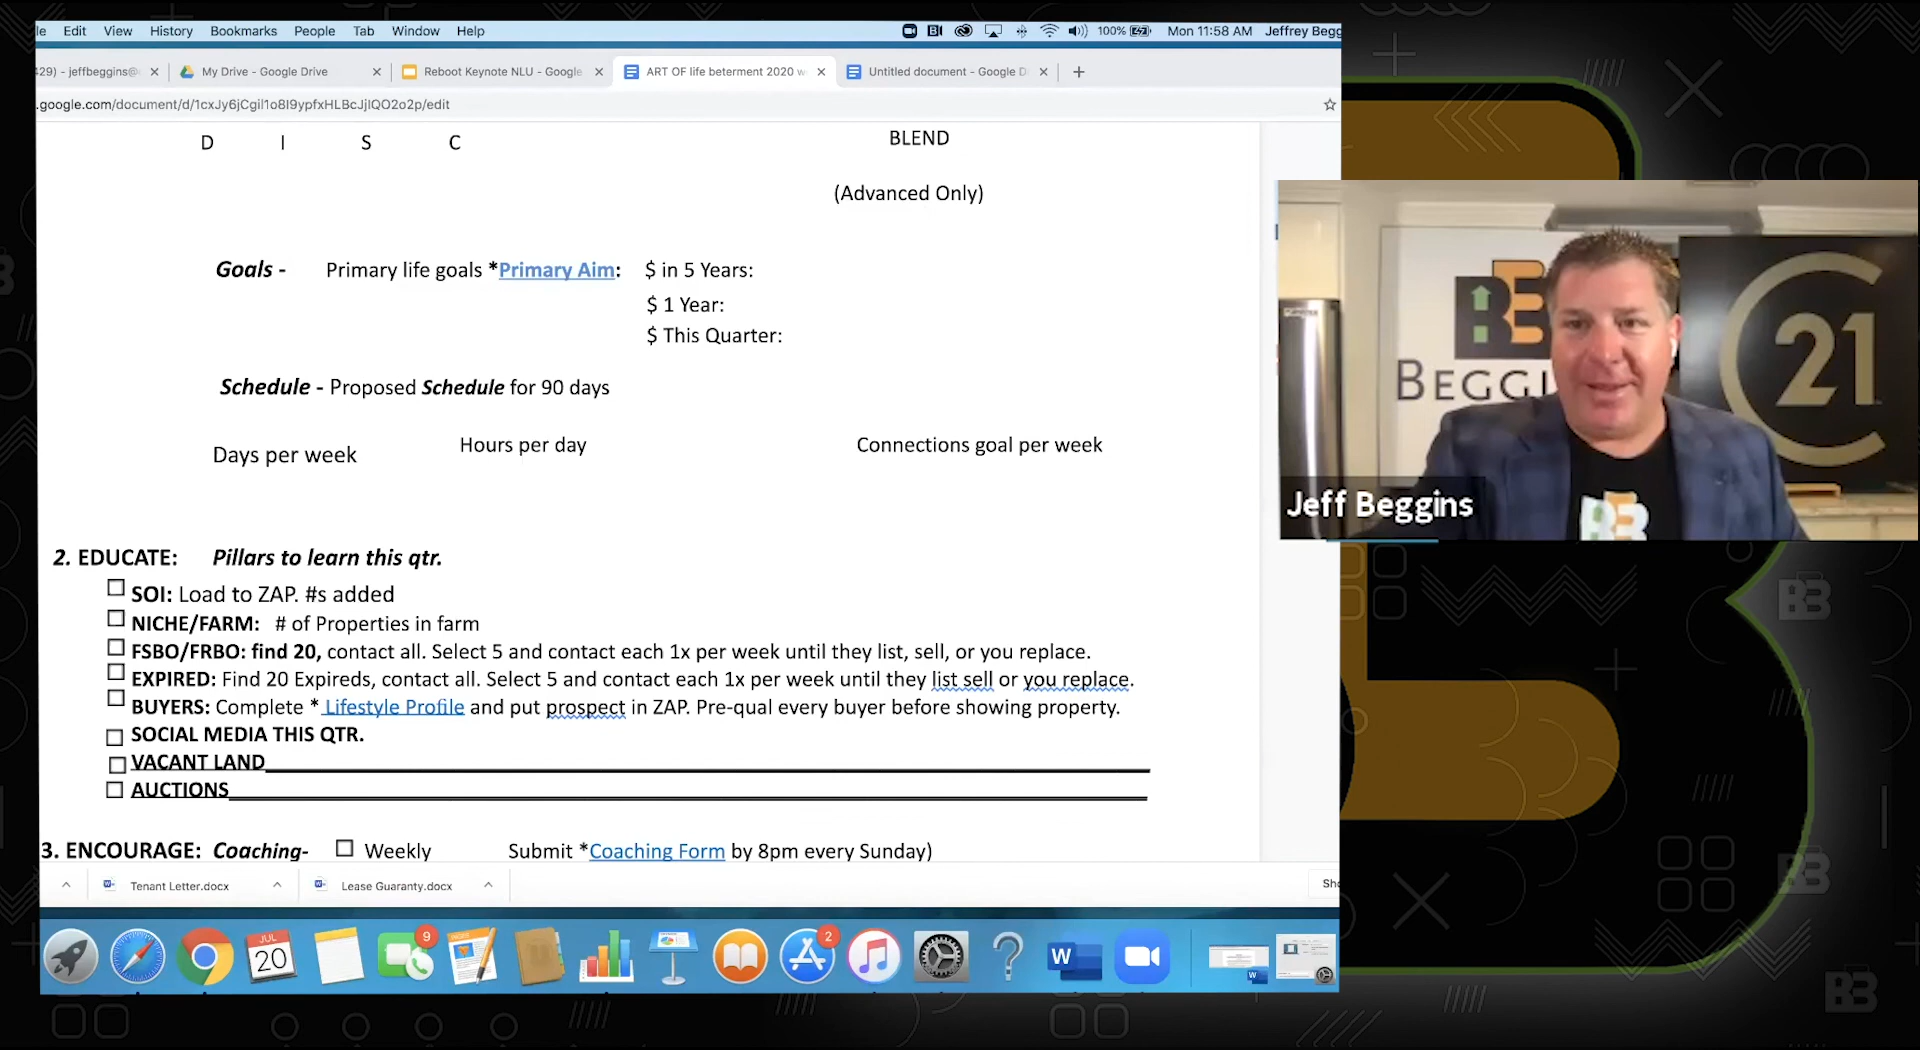 le Edit View History Bookmarks People Tab Window Help 100% Mon 11:58 AM Jeffrey Begg
429) - jeffbeggins@ My Drive - Google Drive Reboot Keynote NLU - Google ART OF life beterment 2020 w Untitled document - Google D
.google.com/document/d/1cxJy6jCgil1o8I9ypfxHLBcJjIQO2o2p/edit
D I S C BLEND
(Advanced Only)
Goals - Primary life goals *Primary Aim: $ in 5 Years:
$ 1 Year:
$ This Quarter:
Schedule - Proposed Schedule for 90 days
Days per week Hours per day Connections goal per week
2. EDUCATE: Pillars to learn this qtr.
SOI: Load to ZAP. #s added
NICHE/FARM: # of Properties in farm
FSBO/FRBO: find 20, contact all. Select 5 and contact each 1x per week until they list, sell, or you replace.
EXPIRED: Find 20 Expireds, contact all. Select 5 and contact each 1x per week until they list sell or you replace.
BUYERS: Complete * Lifestyle Profile and put prospect in ZAP. Pre-qual every buyer before showing property.
SOCIAL MEDIA THIS QTR.
VACANT LAND
AUCTIONS
3. ENCOURAGE: Coaching- Weekly Submit *Coaching Form by 8pm every Sunday)
Tenant Letter.docx Lease Guaranty.docx Sho
9
JUL
20
2
W
BEGGI
C21
Jeff Beggins